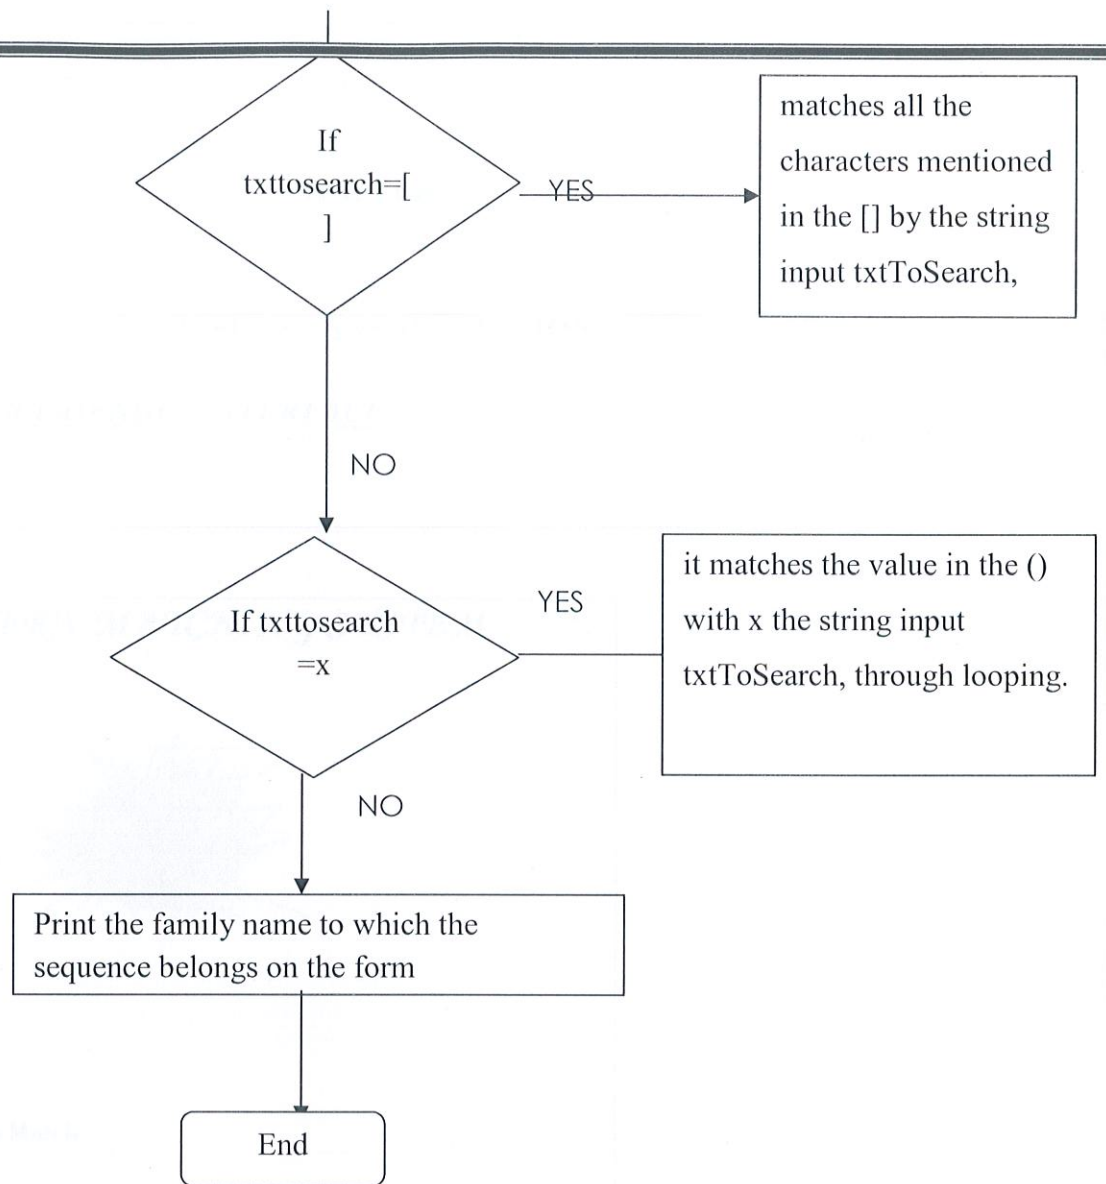 If
txttosearch=[
]
YES
matches all the
characters mentioned
in the [] by the string
input txtToSearch,
NO
If txttosearch
=x
YES
it matches the value in the ()
with x the string input
txtToSearch, through looping.
NO
Print the family name to which the
sequence belongs on the form
End